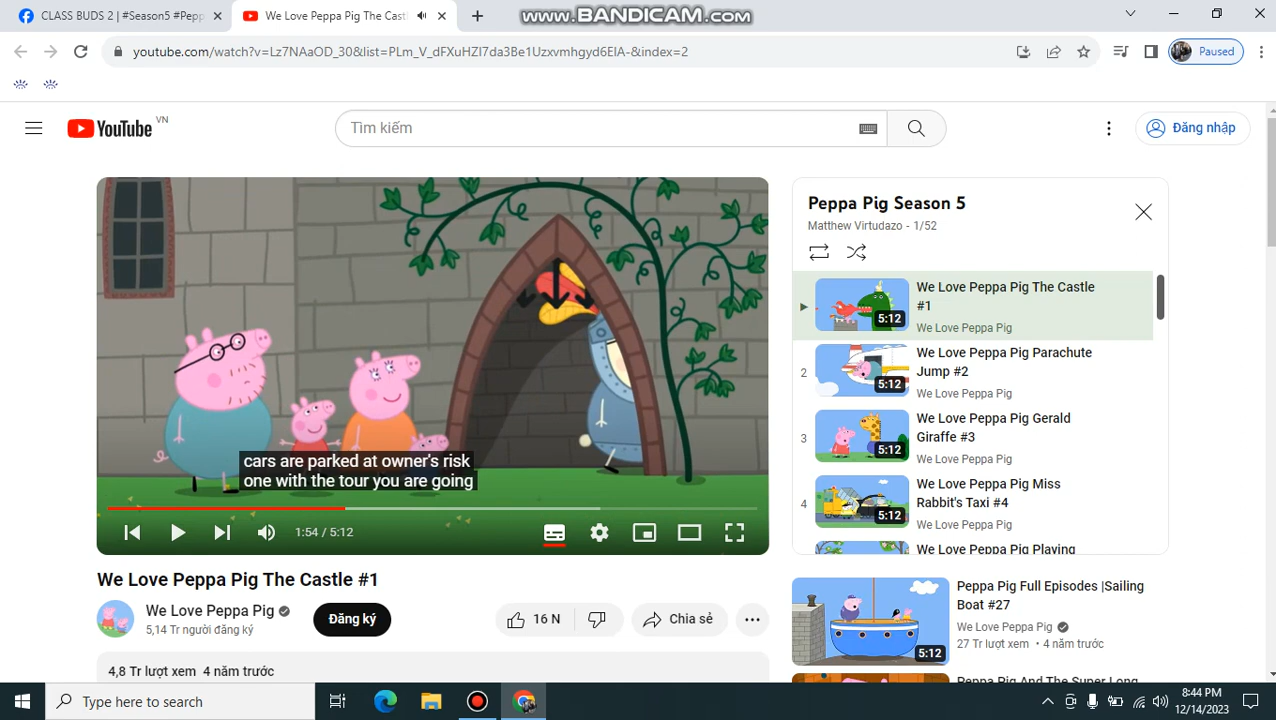 CLASS BUDS 2 | #Season5 #Pepp
We Love Peppa Pig The Cast
www.BANDICAM.com
youtube.com/watch?v=Lz7NAaOD_30&list=PLm_V_dFXuHZI7da3Be1Uzxvmhgyd6EIA-&index=2
Paused
YouTube VN
Tìm kiếm
Đăng nhập
Peppa Pig Season 5
Matthew Virtudazo - 1/52
We Love Peppa Pig The Castle
#1
We Love Peppa Pig
5:12
2
We Love Peppa Pig Parachute
Jump #2
We Love Peppa Pig
5:12
3
We Love Peppa Pig Gerald
Giraffe #3
We Love Peppa Pig
5:12
4
We Love Peppa Pig Miss
Rabbit's Taxi #4
We Love Peppa Pig
5:12
We Love Peppa Pig Playing
cars are parked at owner's risk
one with the tour you are going
1:54 / 5:12
We Love Peppa Pig The Castle #1
We Love Peppa Pig
5,14 Tr người đăng ký
Đăng ký
16 N
Chia sẻ
4,8 Tr lượt xem 4 năm trước
Peppa Pig Full Episodes |Sailing
Boat #27
We Love Peppa Pig
27 Tr lượt xem • 4 năm trước
5:12
Peppa Pig And The Super Long
Type here to search
8:44 PM
12/14/2023